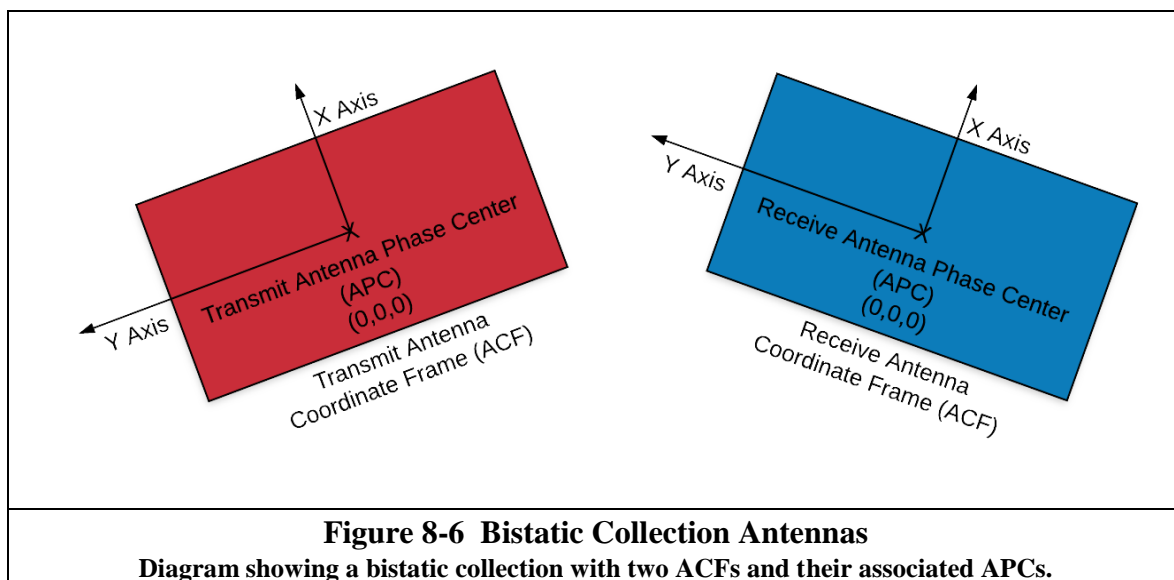 X Axis
Y Axis
Transmit Antenna Phase Center
(APC)
(0,0,0)
Transmit Antenna
Coordinate Frame (ACF)
X Axis
Y Axis
Receive Antenna Phase Center
(APC)
(0,0,0)
Receive Antenna
Coordinate Frame (ACF)
Figure 8-6 Bistatic Collection Antennas
Diagram showing a bistatic collection with two ACFs and their associated APCs.